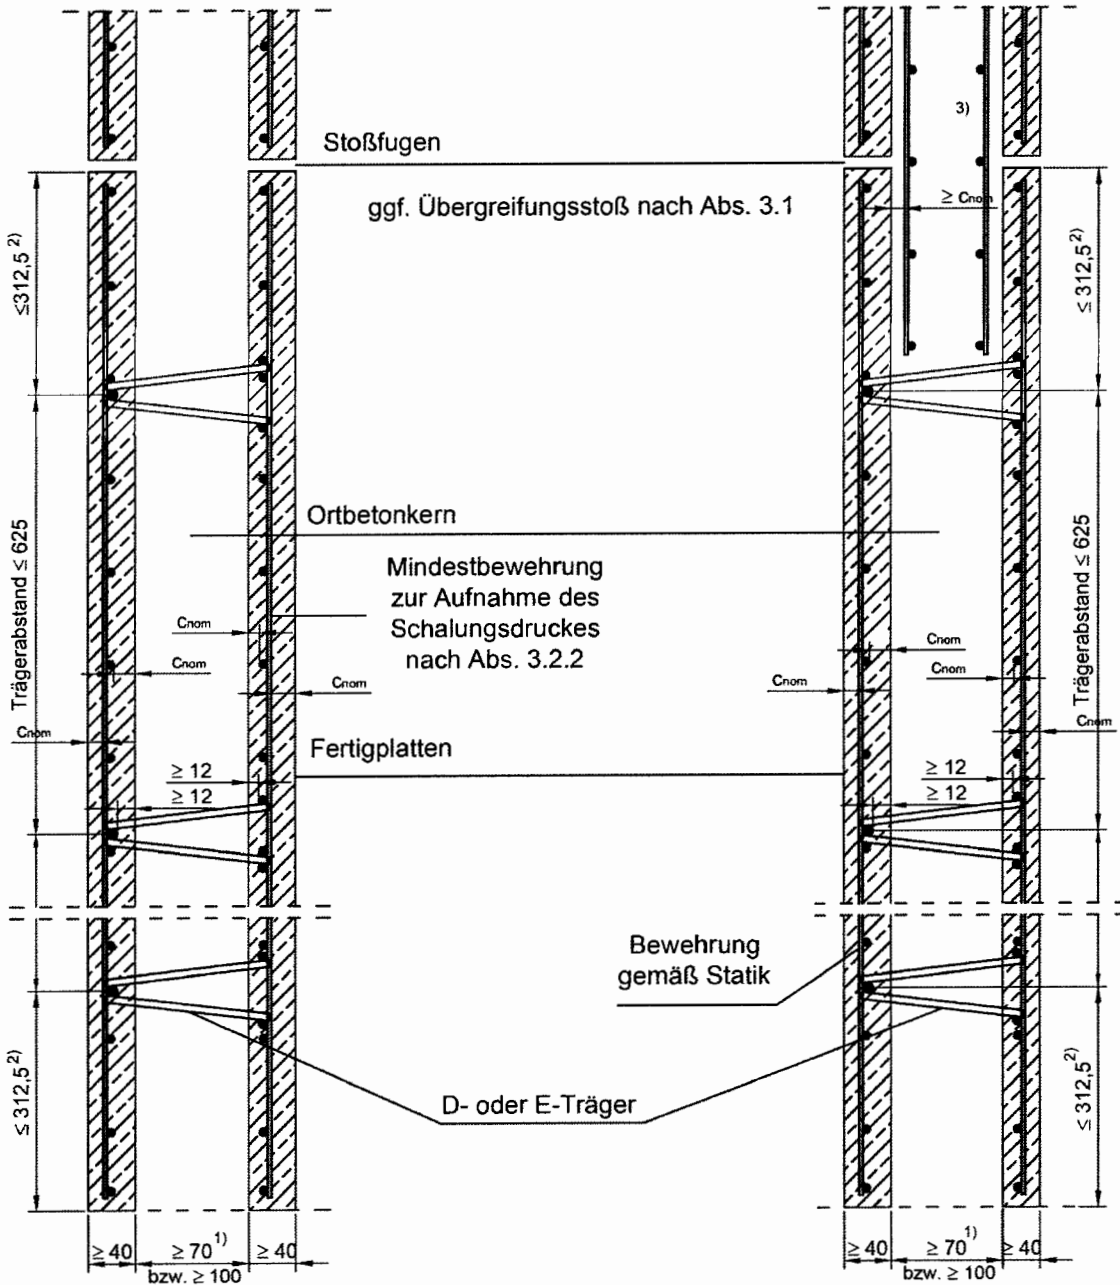 3)
Stoßfugen
ggf. Übergreifungsstoß nach Abs. 3.1
≥ Cnom
≤312,5 2)
≤ 312,5 2)
Ortbetonkern
Mindestbewehrung
zur Aufnahme des
Schalungsdruckes
nach Abs. 3.2.2
Trägerabstand ≤ 625
Trägerabstand ≤ 625
Cnom
Cnom
Cnom
Cnom
Cnom
Cnom
Cnom
Cnom
Fertigplatten
≥ 12
≥ 12
≥ 12
≥ 12
Bewehrung
gemäß Statik
≤ 312,5 2)
≤ 312,5 2)
D- oder E-Träger
≥ 40
≥ 70 1)
≥ 40
bzw. ≥ 100
≥ 40
≥ 70 1)
≥ 40
bzw. ≥ 100